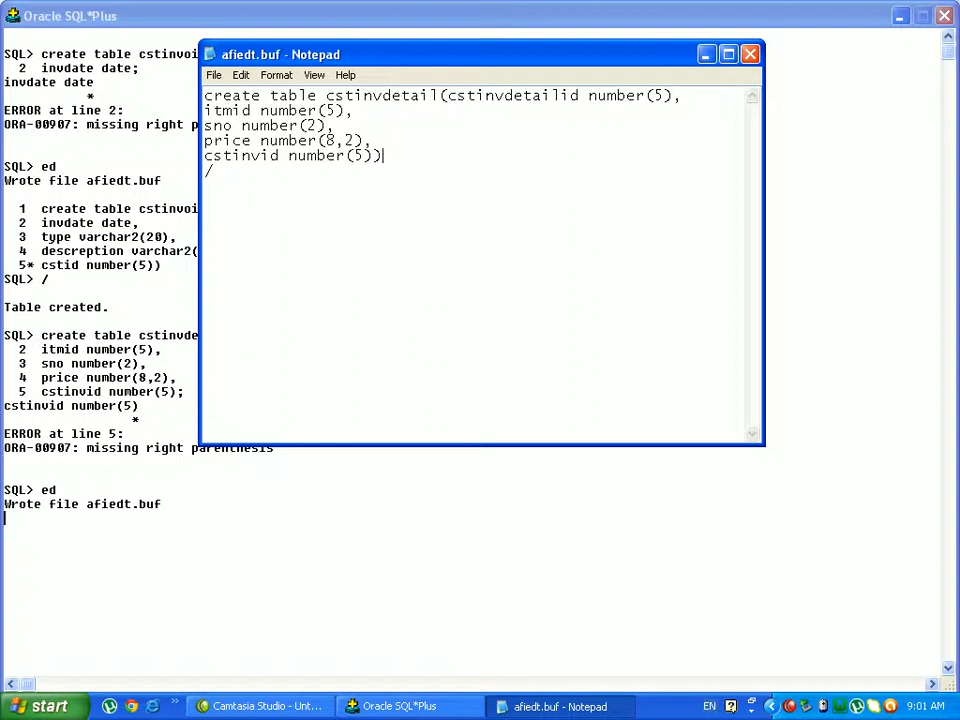 Oracle SQL*Plus
SQL> create table cstinvoi
2 invdate date;
invdate date
*
ERROR at line 2:
ORA-00907: missing right p
SQL> ed
Wrote file afiedt.buf
1 create table cstinvoi
2 invdate date,
3 type varchar2(20),
4 descreption varchar2(
5* cstid number(5))
SQL> /
Table created.
SQL> create table cstinvde
2 itmid number(5),
3 sno number(2),
4 price number(8,2),
5 cstinvid number(5);
cstinvid number(5)
*
ERROR at line 5:
ORA-00907: missing right parenthesis
SQL> ed
Wrote file afiedt.buf
afiedt.buf - Notepad
File Edit Format View Help
create table cstinvdetail(cstinvdetailid number(5),
itmid number(5),
sno number(2),
price number(8,2),
cstinvid number(5))
/
start
Camtasia Studio - Unt...
Oracle SQL*Plus
afiedt.buf - Notepad
EN
9:01 AM